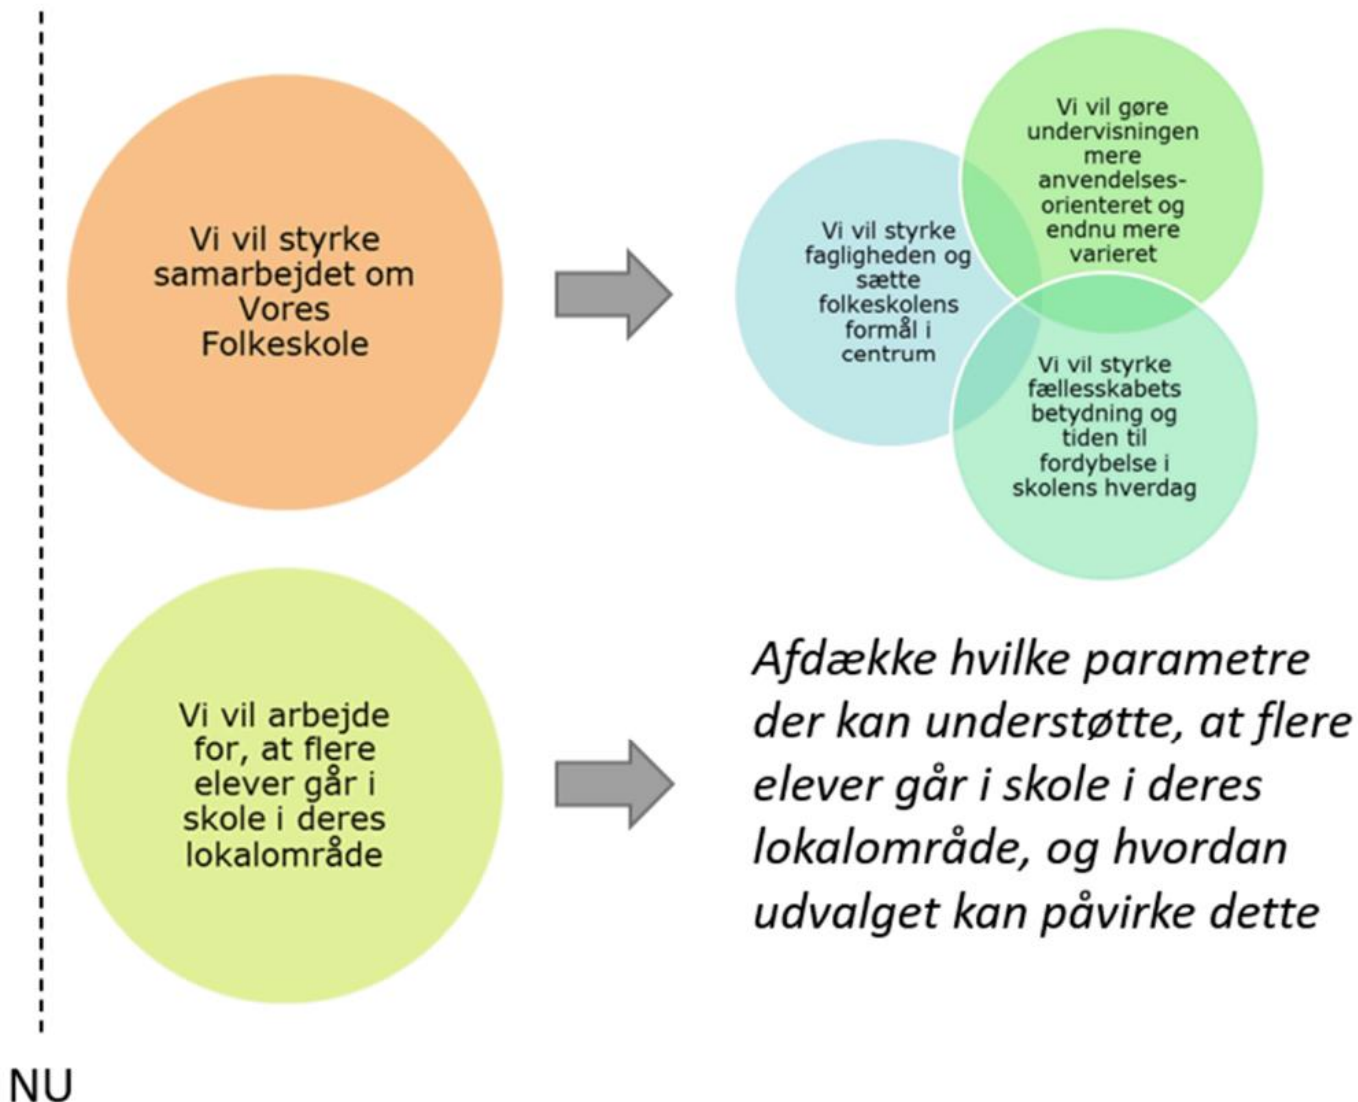 Vi vil styrke
samarbejdet om
Vores
Folkeskole
Vi vil styrke
fagligheden og
sætte
folkeskolens
formål i
centrum
Vi vil gøre
undervisningen
mere
anvendelses-
orienteret og
endnu mere
varieret
Vi vil styrke
fællesskabets
betydning og
tiden til
fordybelse i
skolens hverdag
Vi vil arbejde
for, at flere
elever går i
skole i deres
lokalområde
Afdække hvilke parametre
der kan understøtte, at flere
elever går i skole i deres
lokalområde, og hvordan
udvalget kan påvirke dette
NU